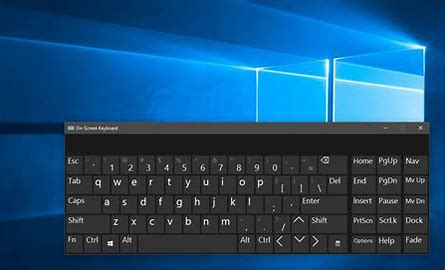 On-Screen Keyboard
Esc 1 2 3 4 5 6 7 8 9 0 - = Home PgUp Nav
Tab q w e r t y u i o p [ ] \ Del End PgDn Mv Up
Caps a s d f g h j k l ; ' Enter Insert Pause Mv Dn
Shift z x c v b n m , . / Shift PrtScn ScrLk Dock
Fn Ctrl Alt Alt Ctrl Options Help Fade